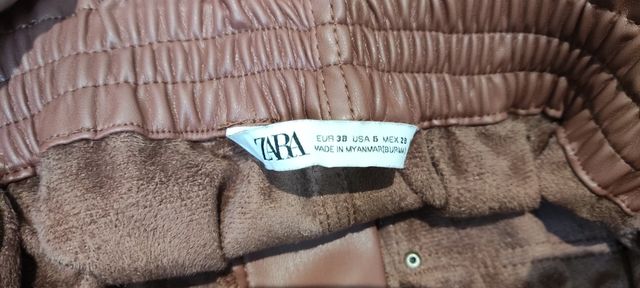 ZARA
EUR 38 USA 6 MEX 28
MADE IN MYANMAR(BURMA)